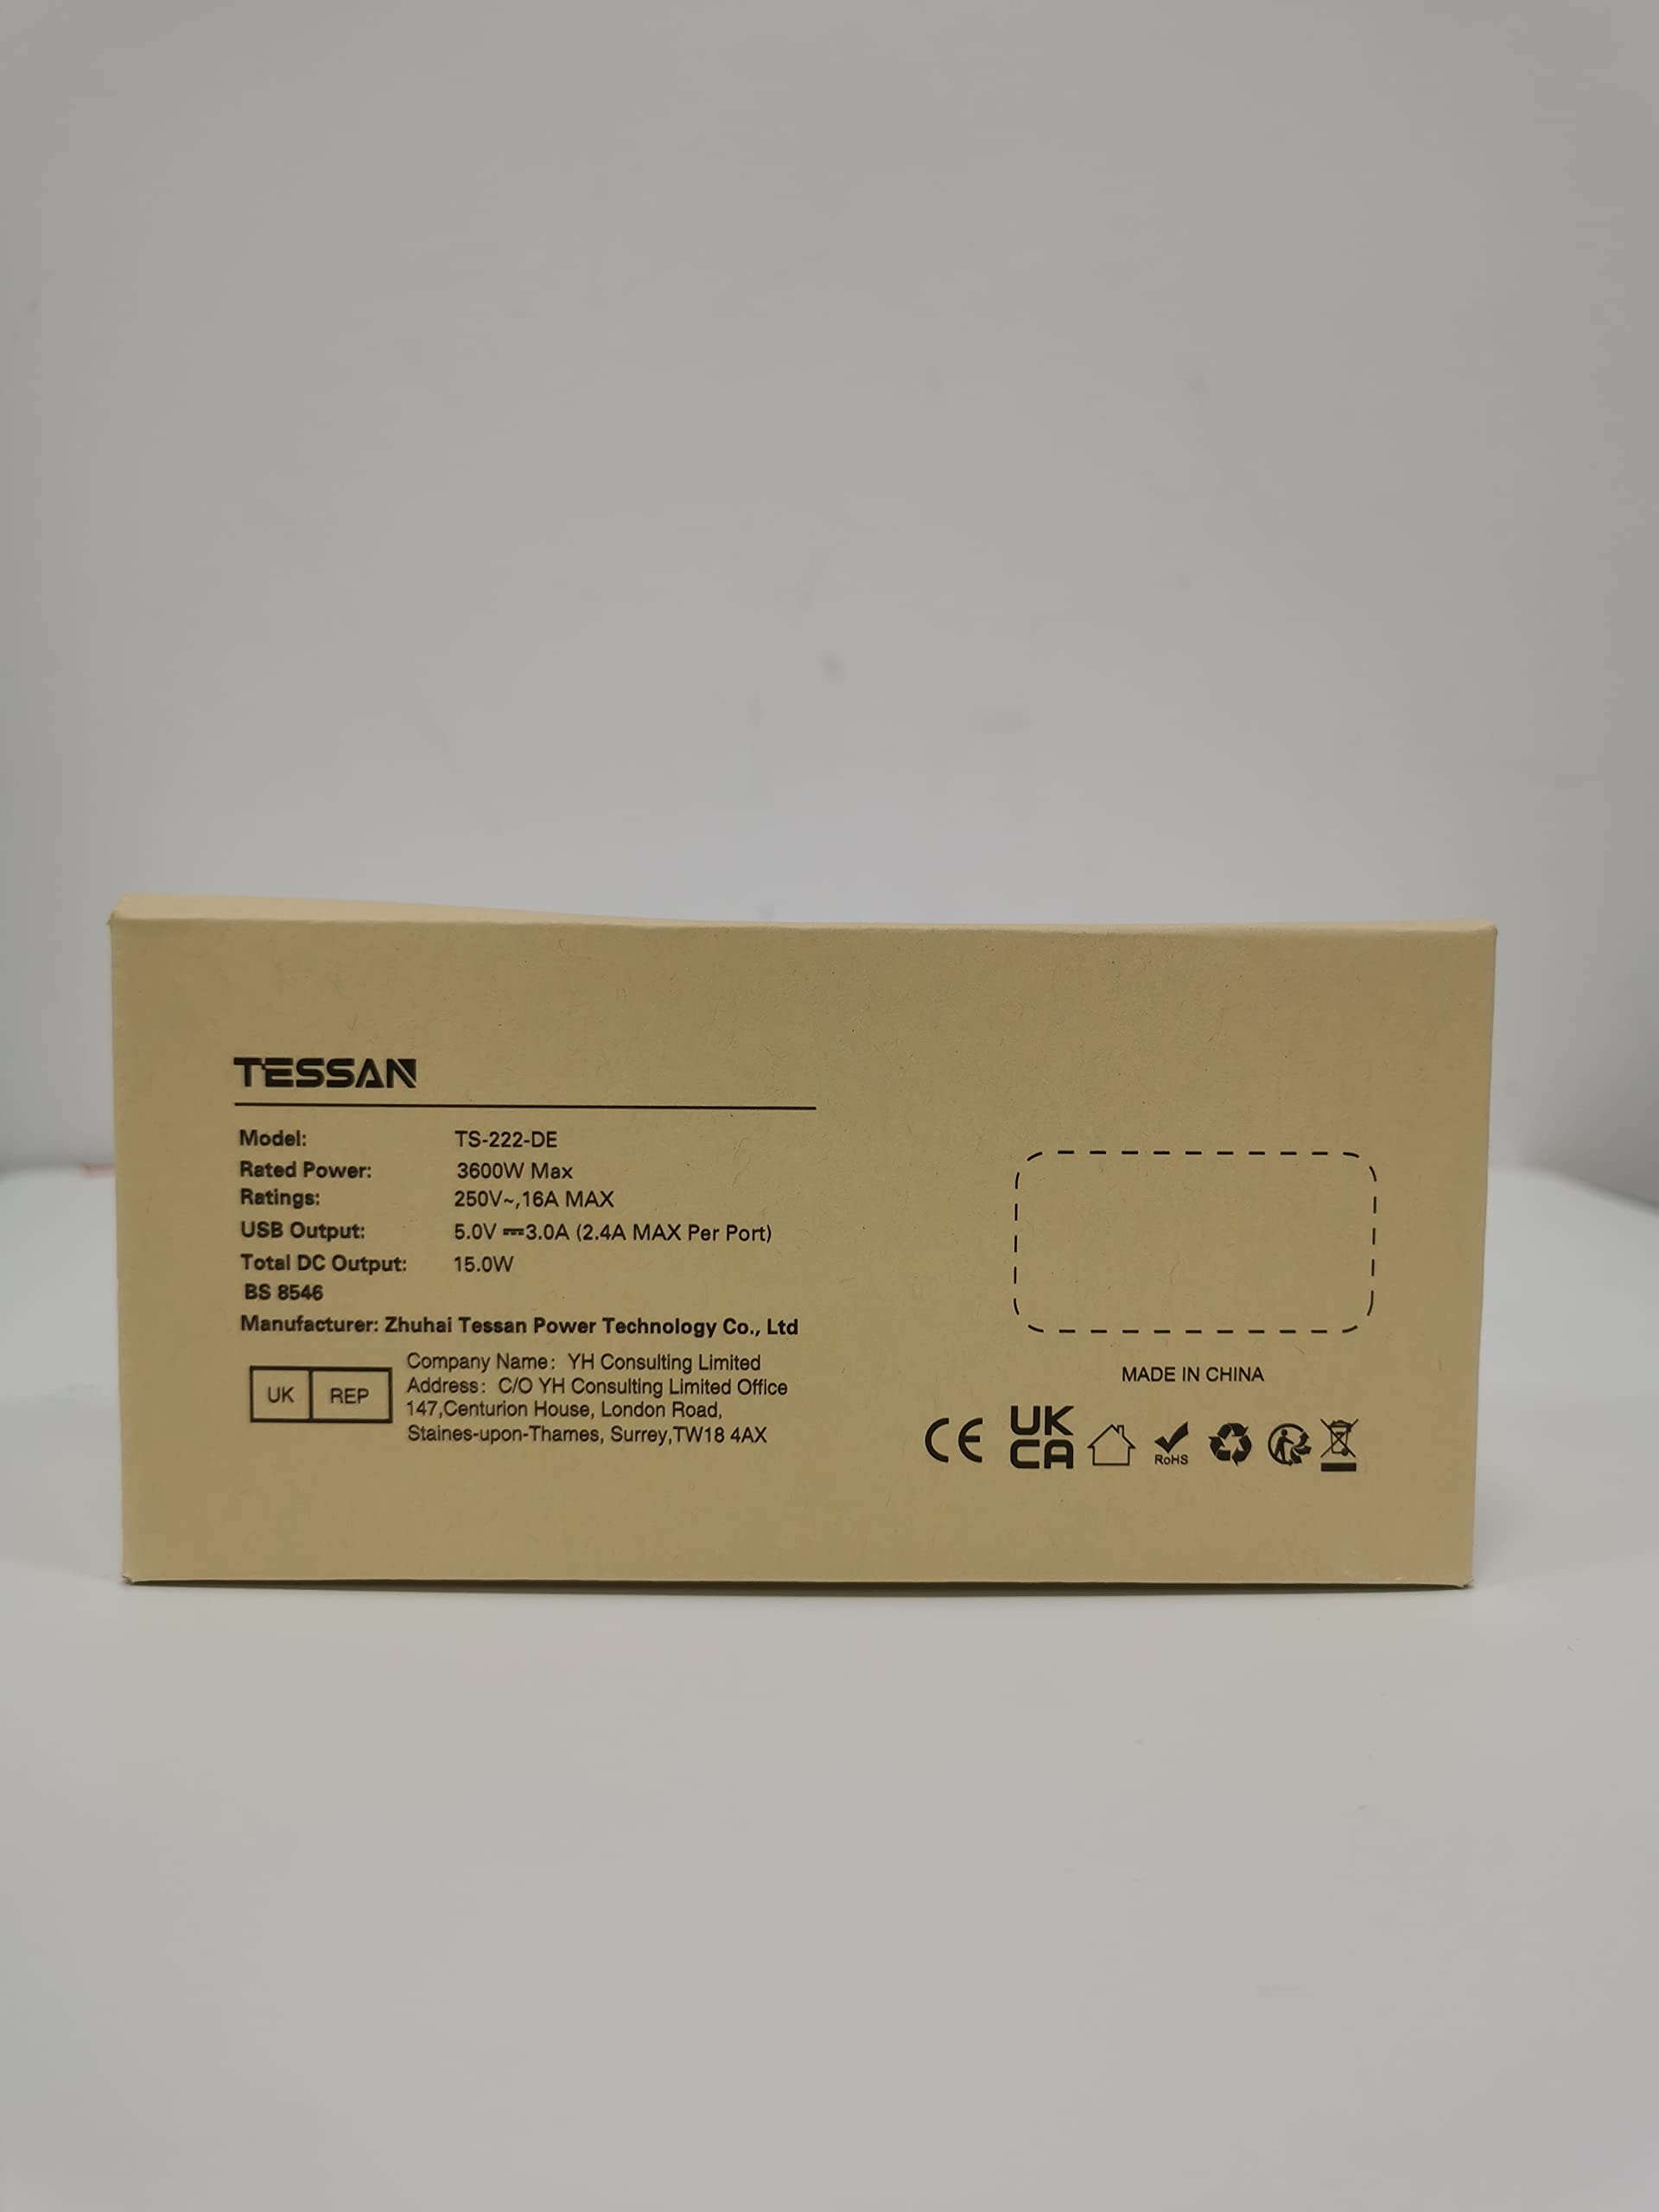 TESSAN
Model: TS-222-DE
Rated Power: 3600W Max
Ratings: 250V~,16A MAX
USB Output: 5.0V ⎓3.0A (2.4A MAX Per Port)
Total DC Output: 15.0W
BS 8546
Manufacturer: Zhuhai Tessan Power Technology Co., Ltd
UK REP
Company Name: YH Consulting Limited
Address: C/O YH Consulting Limited Office
147,Centurion House, London Road,
Staines-upon-Thames, Surrey,TW18 4AX
MADE IN CHINA
CE
UK
CA
RoHS